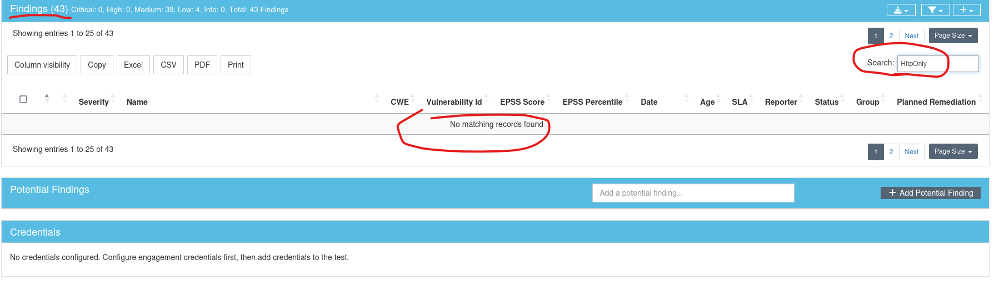 Findings (43) Critical: 0, High: 0, Medium: 39, Low: 4, Info: 0, Total: 43 Findings
Showing entries 1 to 25 of 43
1 2 Next Page Size
Column visibility Copy Excel CSV PDF Print
Search: HttpOnly
Severity Name CWE Vulnerability Id EPSS Score EPSS Percentile Date Age SLA Reporter Status Group Planned Remediation
No matching records found
Showing entries 1 to 25 of 43
1 2 Next Page Size
Potential Findings
Add a potential finding...
+ Add Potential Finding
Credentials
No credentials configured. Configure engagement credentials first, then add credentials to the test.